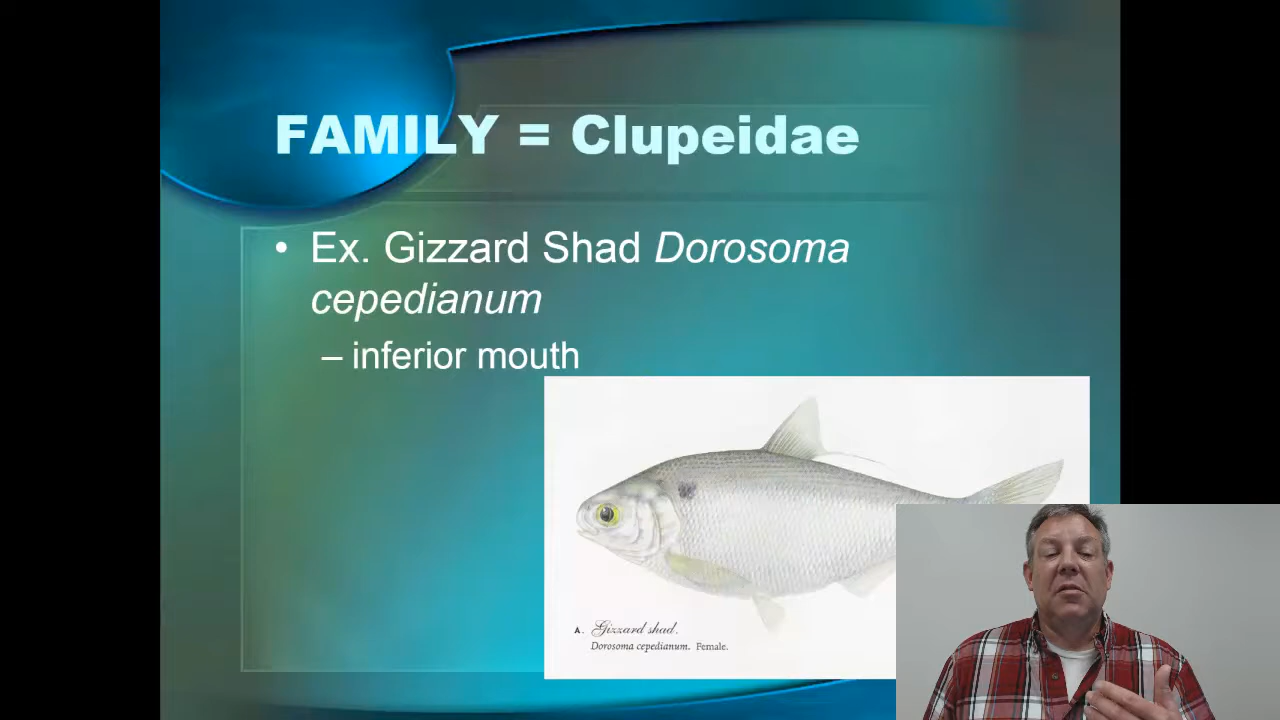 FAMILY = Clupeidae
• Ex. Gizzard Shad Dorosoma
cepedianum
– inferior mouth
A. Gizzard shad.
Dorosoma cepedianum. Female.